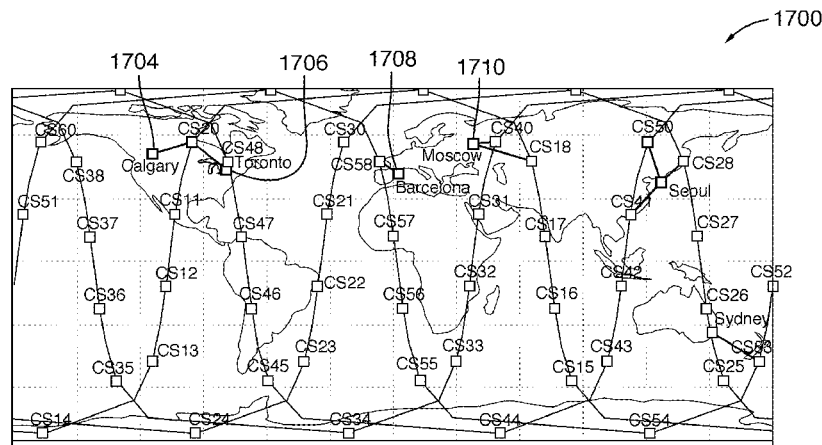 1700
1704
1706
1708
1710
CS60
CS20
CS30
CS40
CS50
CS48
Calgary
Toronto
CS38
CS58
Moscow
CS18
CS28
Barcelona
Seoul
CS51
CS11
CS21
CS31
CS41
CS37
CS47
CS57
CS17
CS27
CS12
CS22
CS32
CS42
CS52
CS36
CS46
CS56
CS16
CS26
Sydney
CS13
CS23
CS33
CS43
CS53
CS35
CS45
CS55
CS15
CS25
CS14
CS24
CS34
CS44
CS54